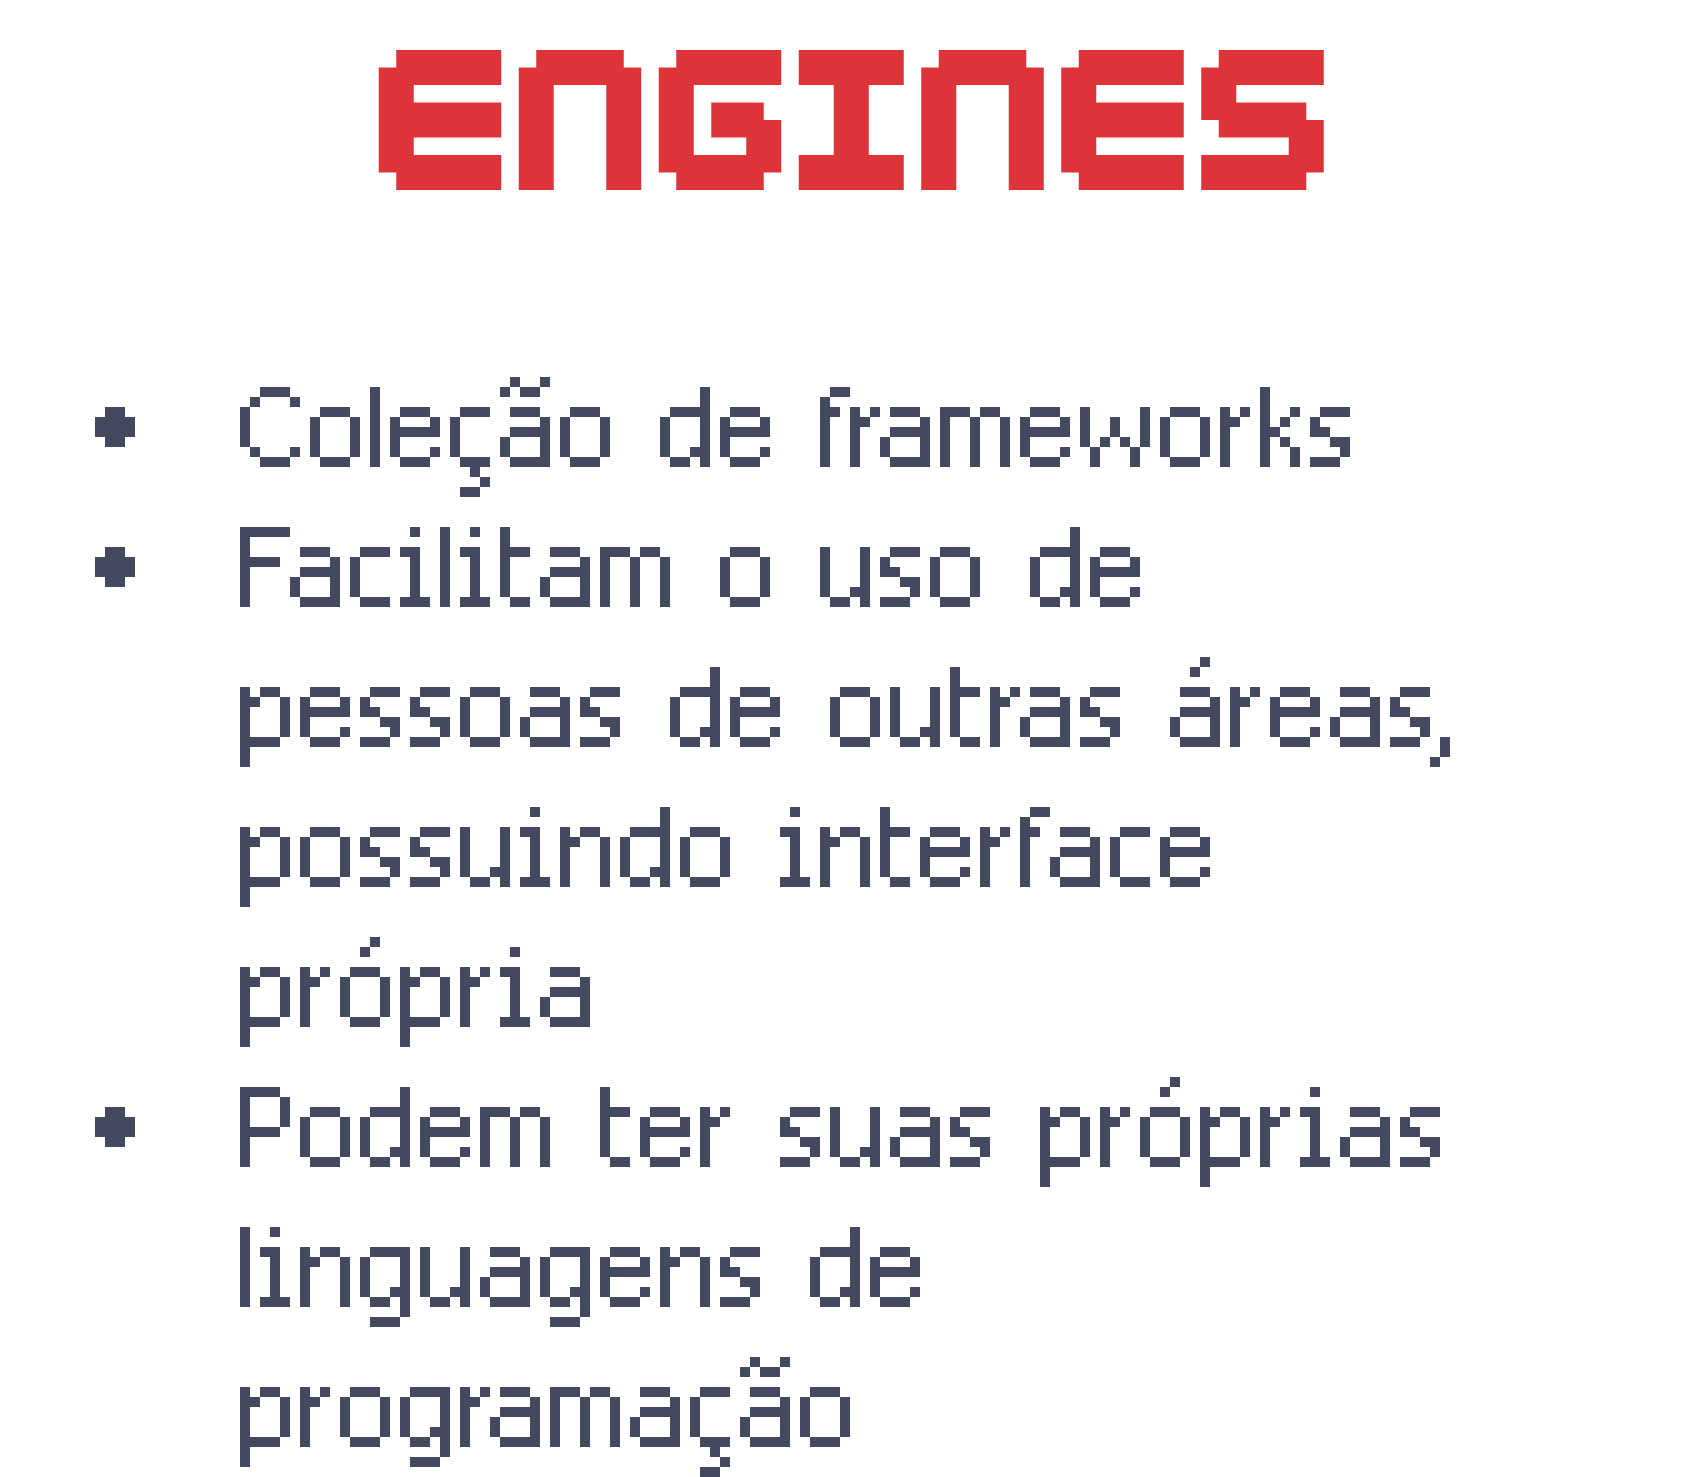 ENGINES
• Coleção de frameworks
• Facilitam o uso de
pessoas de outras áreas,
possuindo interface
própria
• Podem ter suas próprias
linguagens de
programação